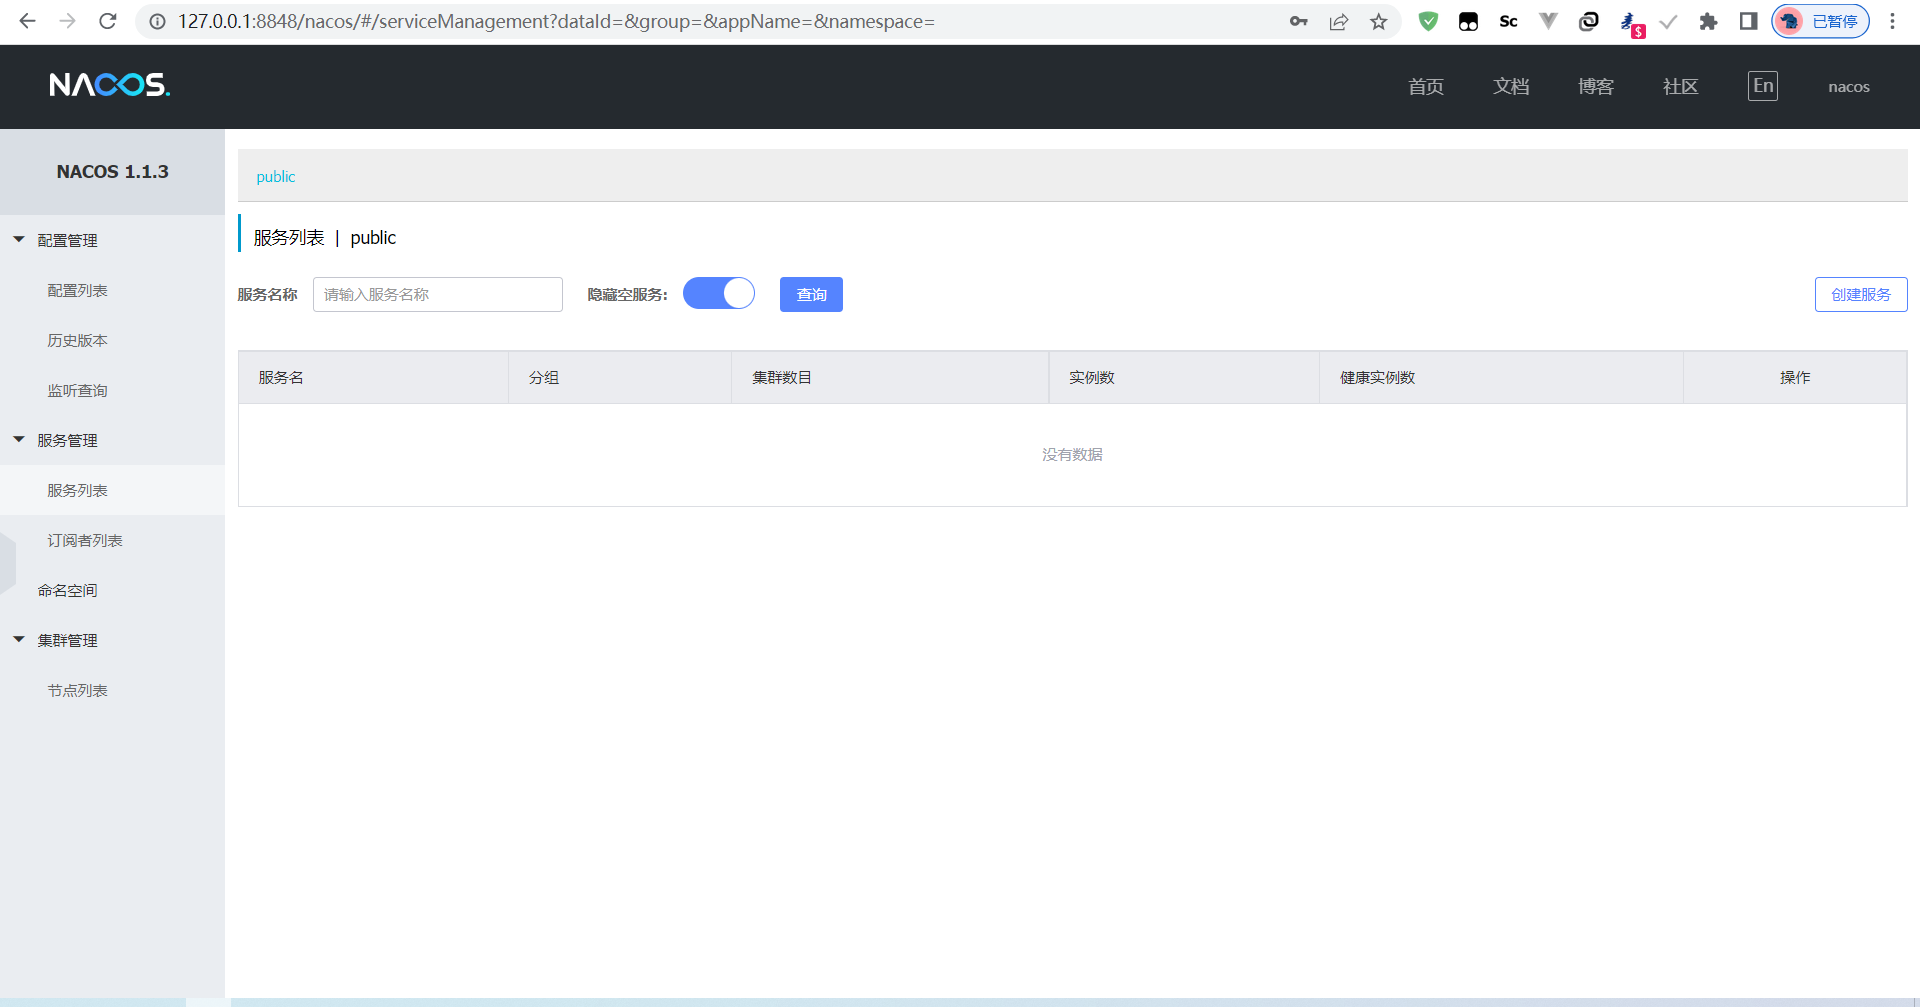 127.0.0.1:8848/nacos/#/serviceManagement?dataId=&group=&appName=&namespace=
Sc
$
已暂停
NACOS.
首页
文档
博客
社区
En
nacos
NACOS 1.1.3
配置管理
配置列表
历史版本
监听查询
服务管理
服务列表
订阅者列表
命名空间
集群管理
节点列表
public
服务列表 | public
服务名称
请输入服务名称
隐藏空服务:
查询
创建服务
服务名
分组
集群数目
实例数
健康实例数
操作
没有数据